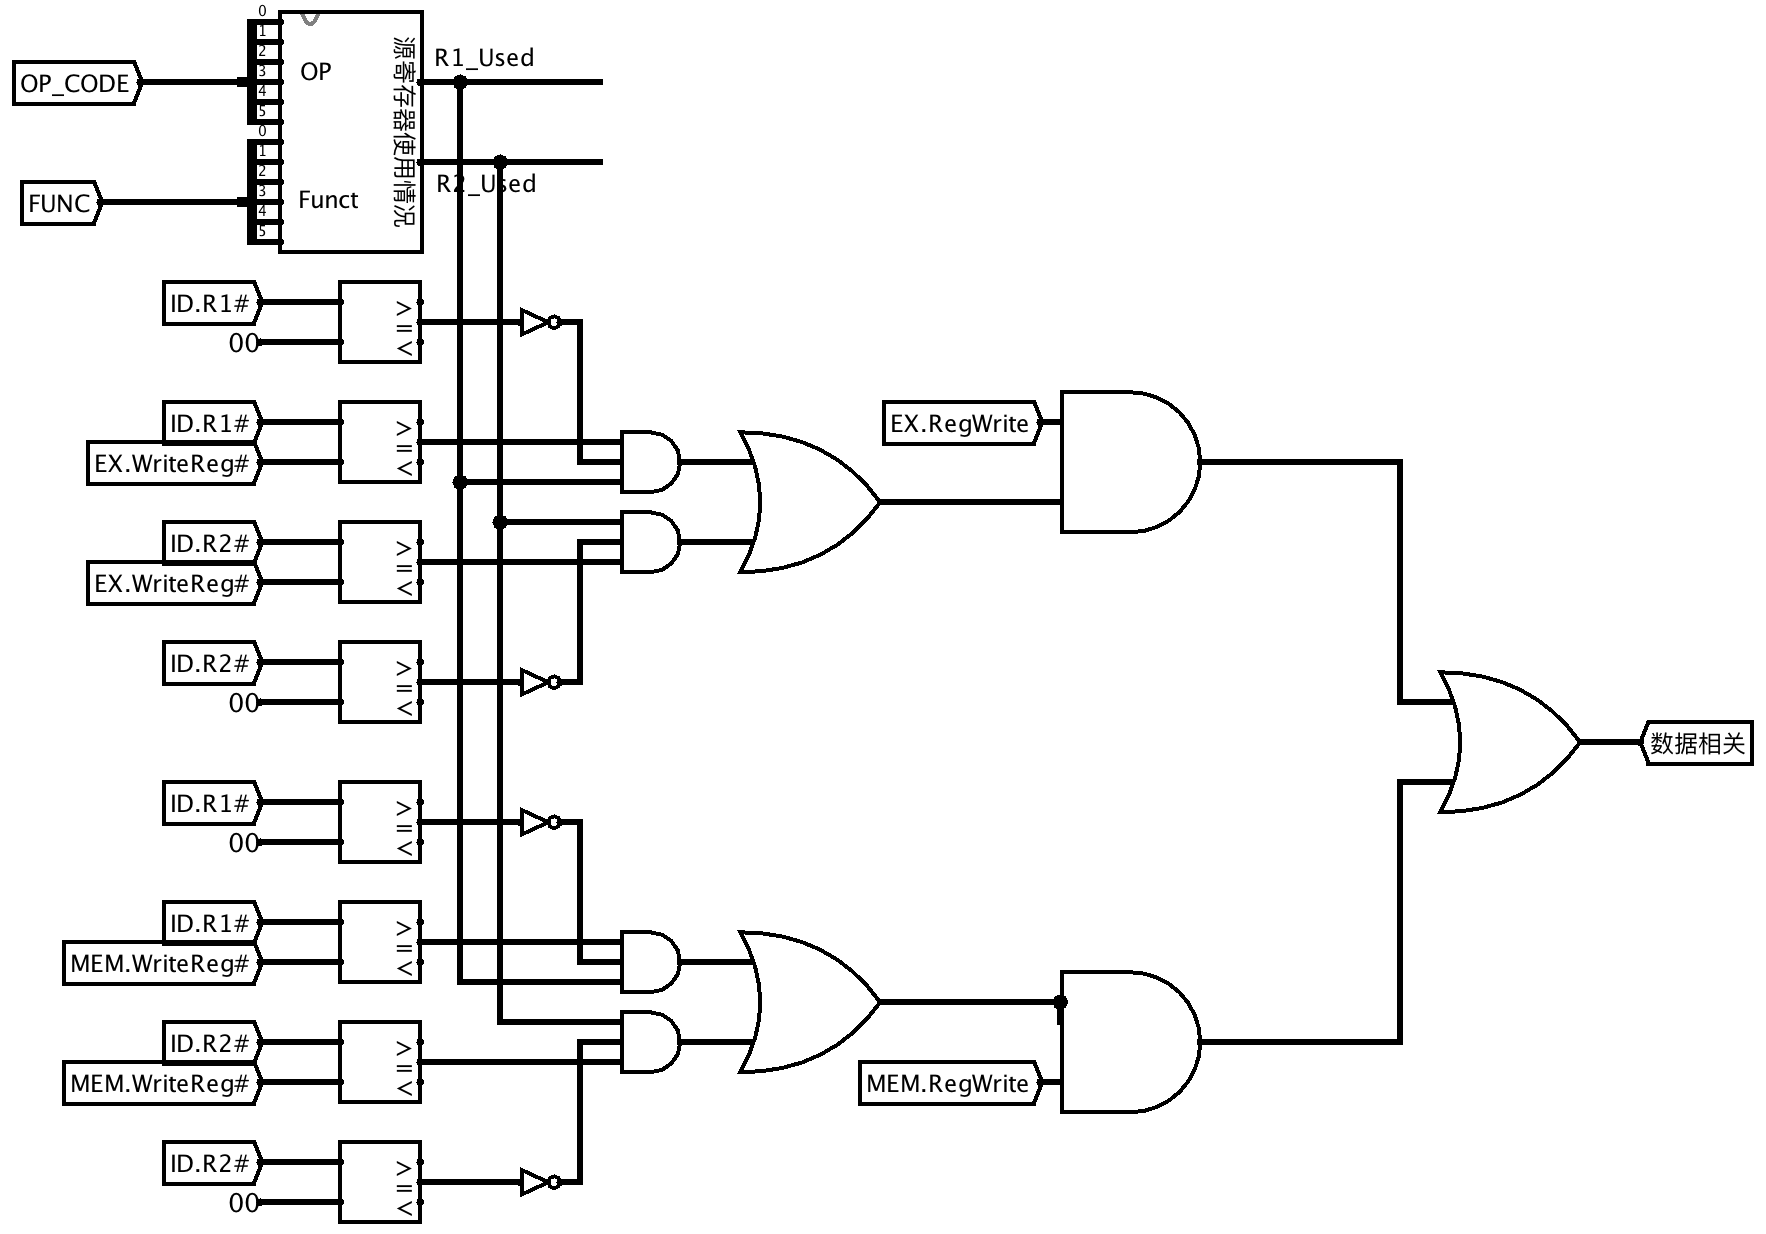 0
1
2
3
4
5
OP_CODE
OP
源寄存器使用情况
R1_Used
0
1
2
3
4
5
FUNC
Funct
R2_Used
ID.R1#
00
> = <
ID.R1#
EX.WriteReg#
> = <
ID.R2#
EX.WriteReg#
> = <
ID.R2#
00
> = <
EX.RegWrite
数据相关
ID.R1#
00
> = <
ID.R1#
MEM.WriteReg#
> = <
ID.R2#
MEM.WriteReg#
> = <
MEM.RegWrite
ID.R2#
00
> = <